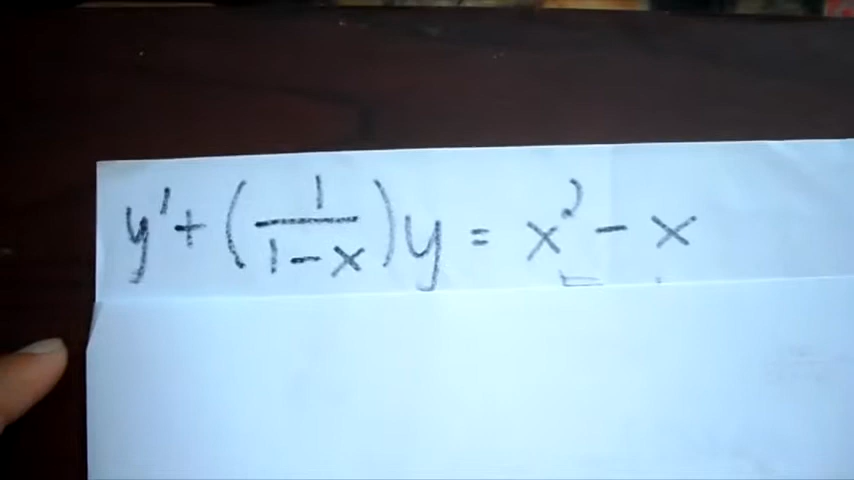 y' + (1/(1-x))y = x² - x